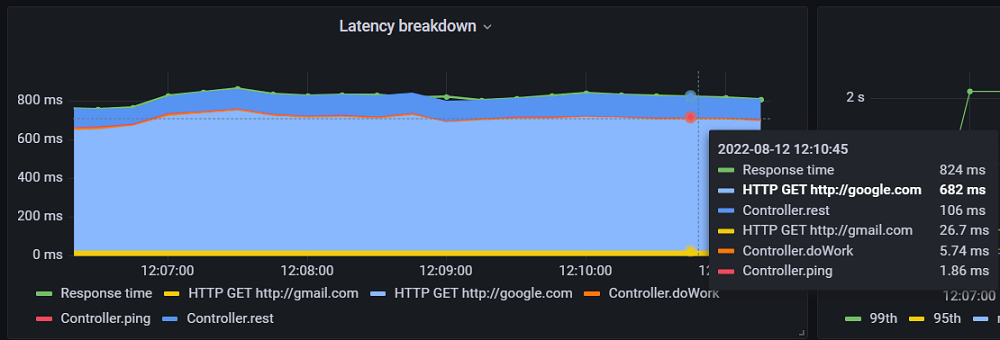 Latency breakdown
800 ms
600 ms
400 ms
200 ms
0 ms
12:07:00
12:08:00
12:09:00
12:10:00
Response time
HTTP GET http://gmail.com
HTTP GET http://google.com
Controller.doWork
Controller.ping
Controller.rest
2022-08-12 12:10:45
Response time 824 ms
HTTP GET http://google.com 682 ms
Controller.rest 106 ms
HTTP GET http://gmail.com 26.7 ms
Controller.doWork 5.74 ms
Controller.ping 1.86 ms
2 s
12:07:00
99th
95th